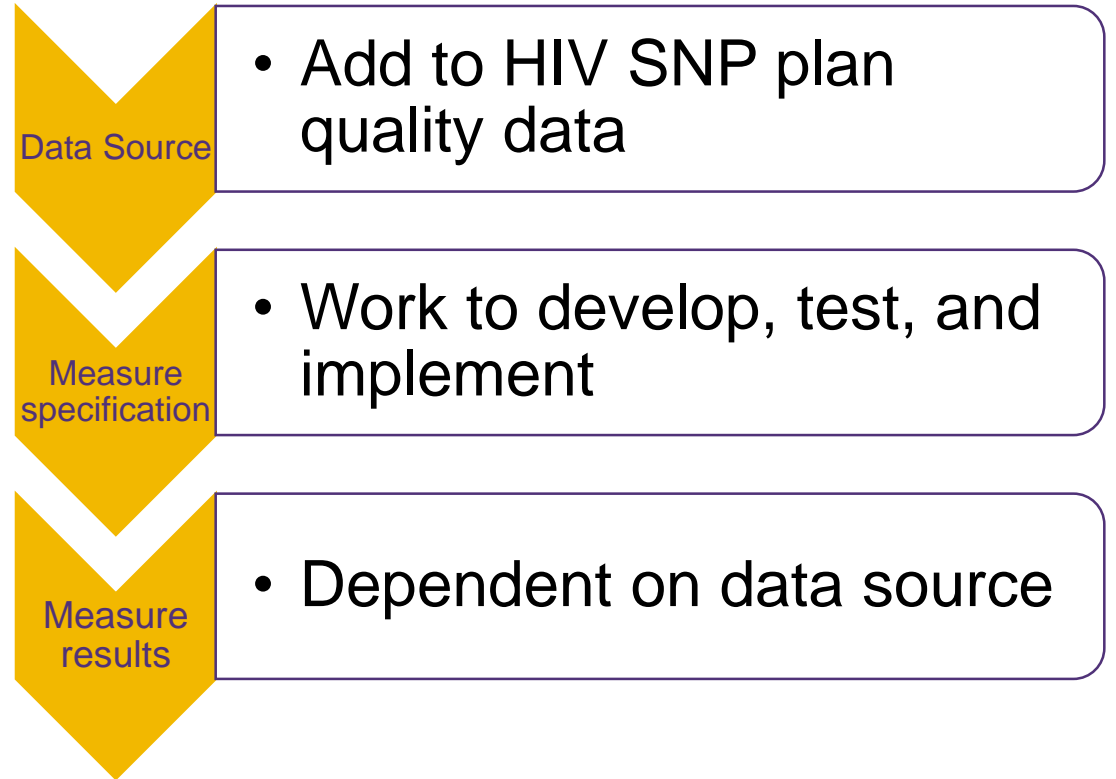 Data Source
• Add to HIV SNP plan
quality data
Measure
specification
• Work to develop, test, and
implement
Measure
results
• Dependent on data source